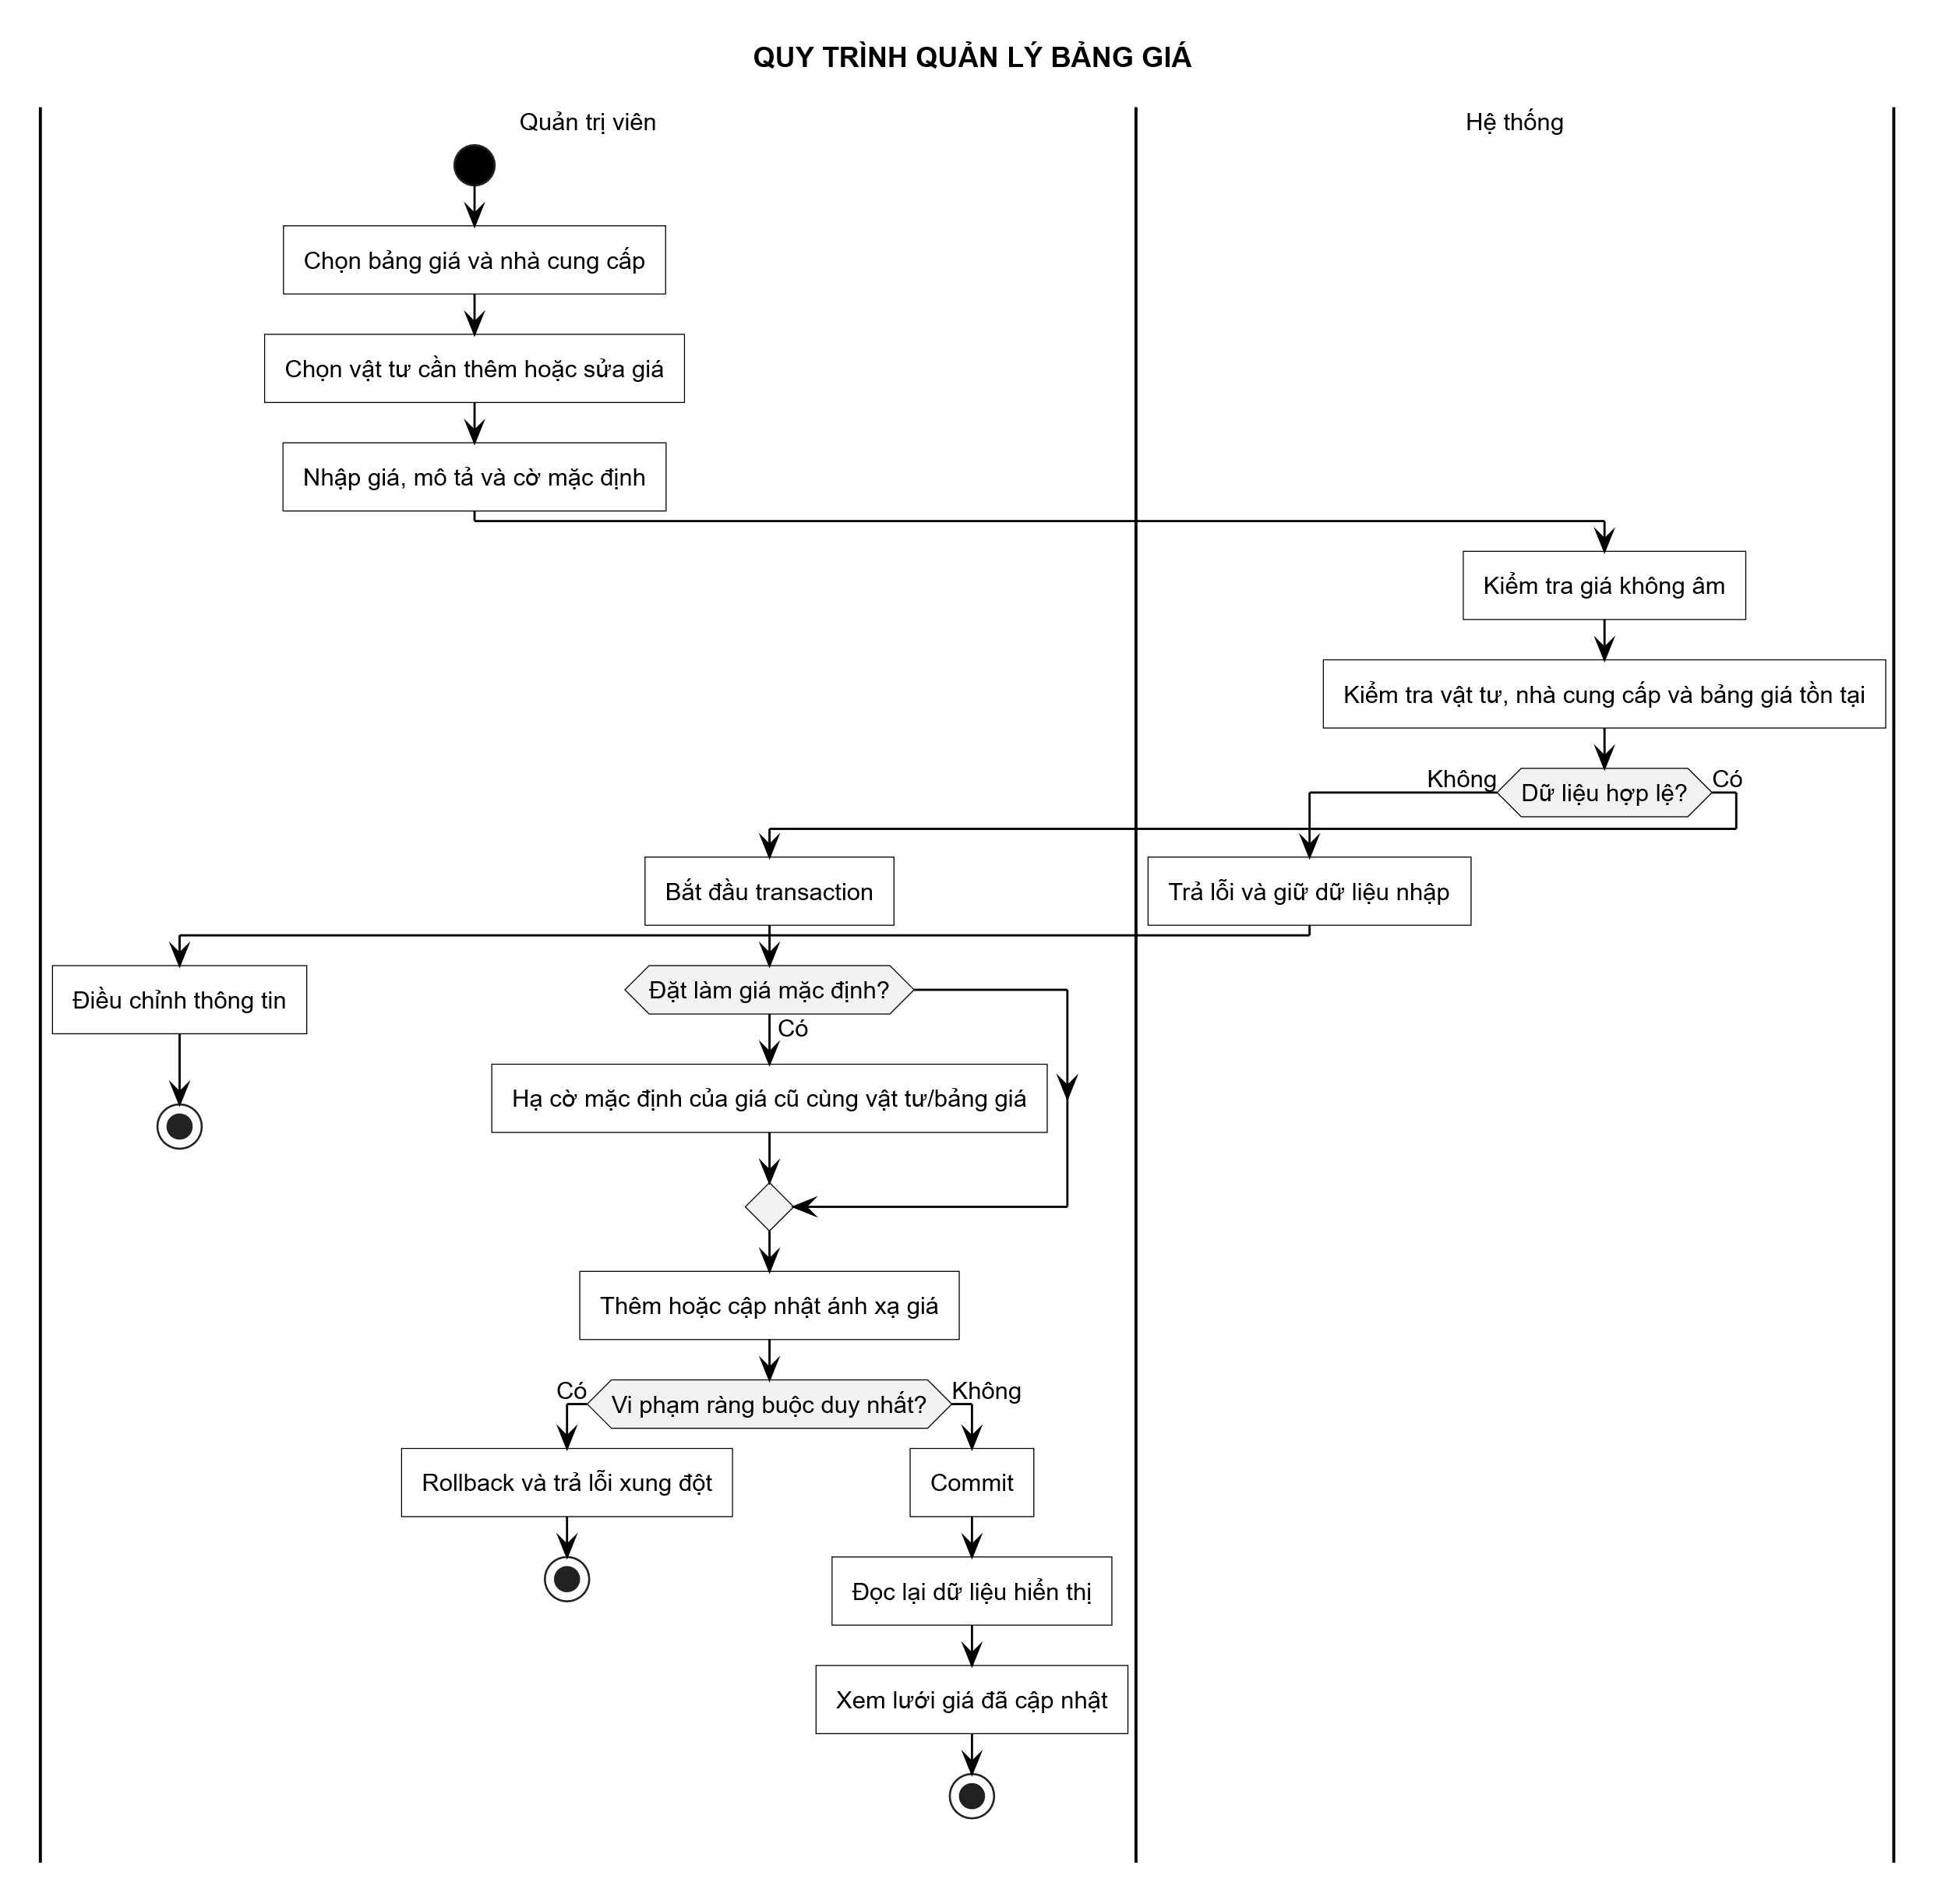 QUY TRÌNH QUẢN LÝ BẢNG GIÁ
Quản trị viên
Hệ thống
Chọn bảng giá và nhà cung cấp
Chọn vật tư cần thêm hoặc sửa giá
Nhập giá, mô tả và cờ mặc định
Kiểm tra giá không âm
Kiểm tra vật tư, nhà cung cấp và bảng giá tồn tại
Không
Dữ liệu hợp lệ?
Có
Bắt đầu transaction
Trả lỗi và giữ dữ liệu nhập
Điều chỉnh thông tin
Đặt làm giá mặc định?
Có
Hạ cờ mặc định của giá cũ cùng vật tư/bảng giá
Thêm hoặc cập nhật ánh xạ giá
Có
Vi phạm ràng buộc duy nhất?
Không
Rollback và trả lỗi xung đột
Commit
Đọc lại dữ liệu hiển thị
Xem lưới giá đã cập nhật